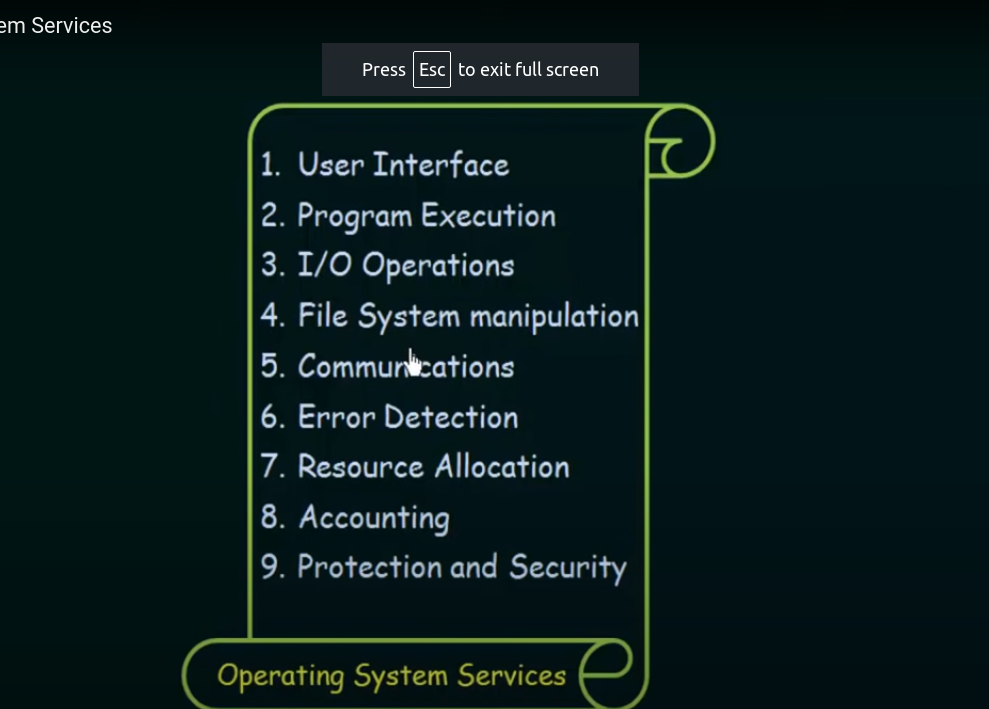 em Services
Press Esc to exit full screen
1. User Interface
2. Program Execution
3. I/O Operations
4. File System manipulation
5. Communications
6. Error Detection
7. Resource Allocation
8. Accounting
9. Protection and Security
Operating System Services